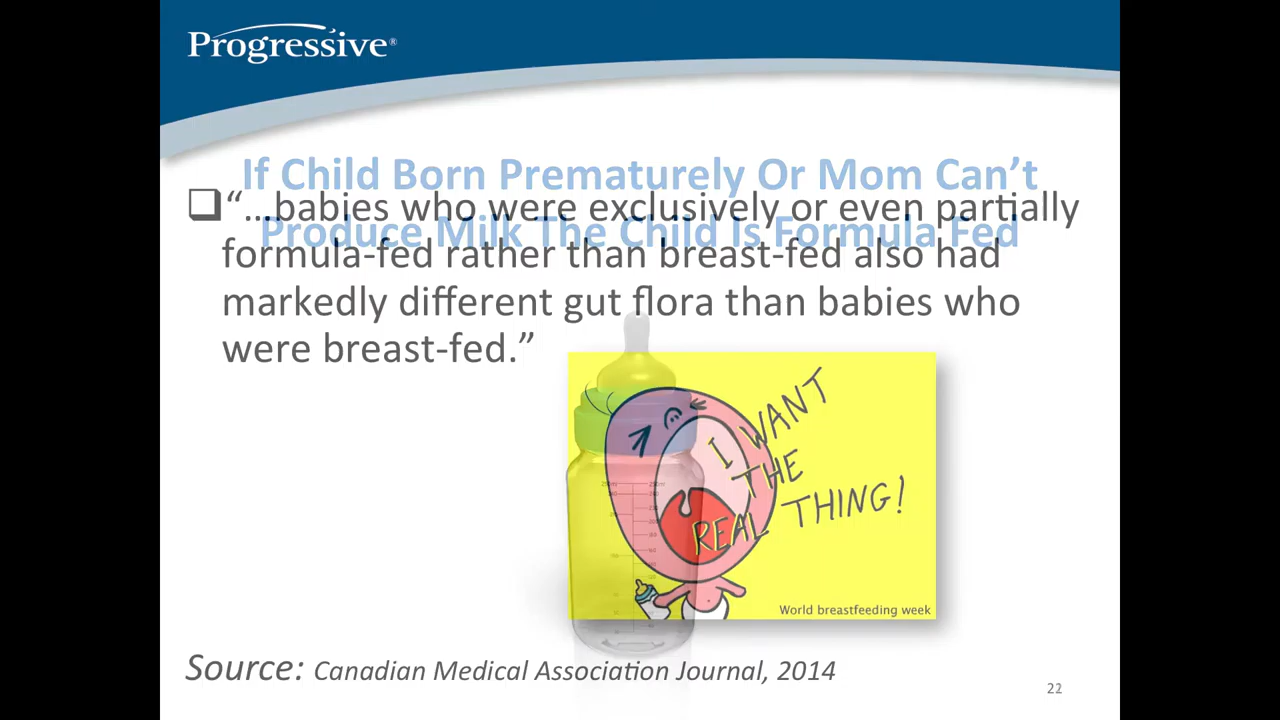 Progressive®
If Child Born Prematurely Or Mom Can’t
Produce Milk The Child Is Formula Fed
“...babies who were exclusively or even partially
formula-fed rather than breast-fed also had
markedly different gut flora than babies who
were breast-fed.”
I WANT
THE
REAL THING!
World breastfeeding week
Source: Canadian Medical Association Journal, 2014
22